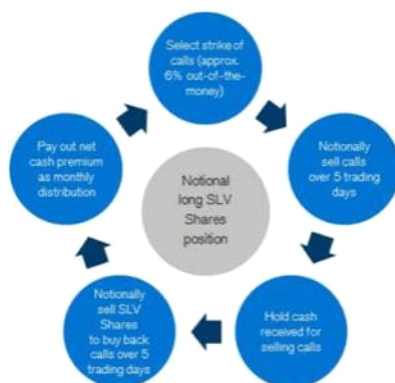 Select strike of
calls (approx.
6% out-of-the-
money)
Notionally
sell calls
over 5 trading
days
Hold cash
received for
selling calls
Notionally
sell SLV
Shares
to buy back
calls over 5
trading days
Pay out net
cash premium
as monthly
distribution
Notional
long SLV
Shares
position